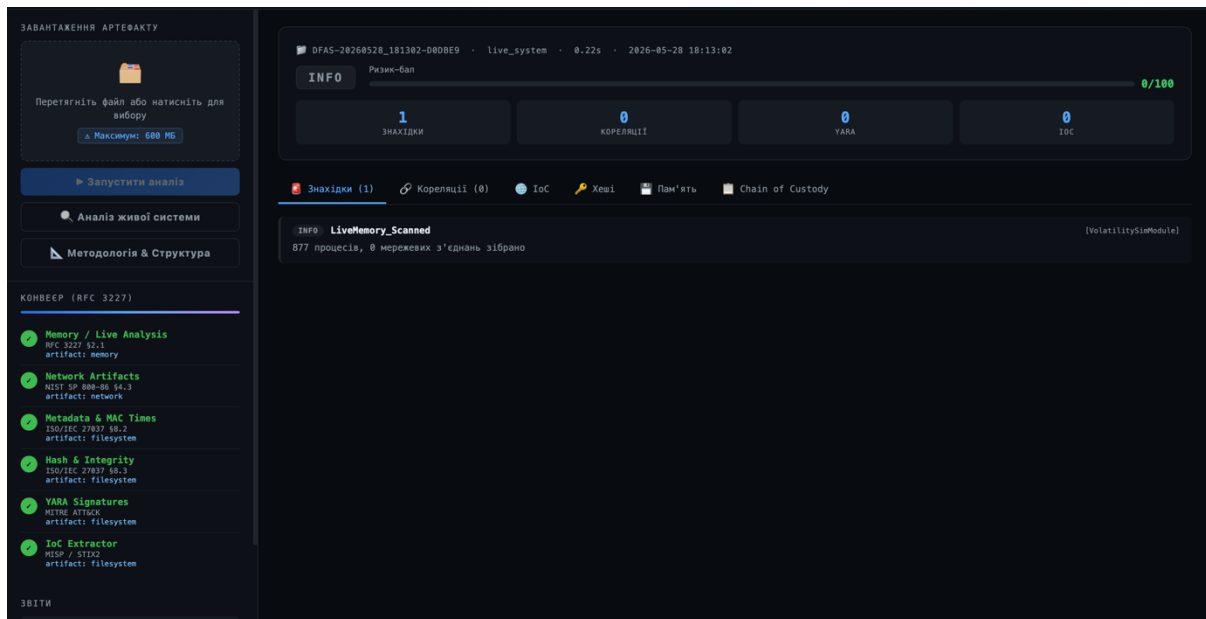 ЗАВАНТАЖЕННЯ АРТЕФАКТУ
Перетягніть файл або натисніть для
вибору
⚠ Максимум: 600 МБ
▶ Запустити аналіз
🔍 Аналіз живої системи
📐 Методологія & Структура
КОНВЕЄР (RFC 3227)
Memory / Live Analysis
RFC 3227 §2.1
artifact: memory
Network Artifacts
NIST SP 800-86 §4.3
artifact: network
Metadata & MAC Times
ISO/IEC 27037 §8.2
artifact: filesystem
Hash & Integrity
ISO/IEC 27037 §8.3
artifact: filesystem
YARA Signatures
MITRE ATT&CK
artifact: filesystem
IoC Extractor
MISP / STIX2
artifact: filesystem
ЗВІТИ
DFAS-20260528_181302-D0DBE9 · live_system · 0.22s · 2026-05-28 18:13:02
INFO
Ризик-бал
0/100
1
ЗНАХІДКИ
0
КОРЕЛЯЦІЇ
0
YARA
0
IOC
Знахідки (1) Кореляції (0) IoC Хеші Пам'ять Chain of Custody
INFO LiveMemory_Scanned [VolatilitySimModule]
877 процесів, 0 мережевих з'єднань зібрано